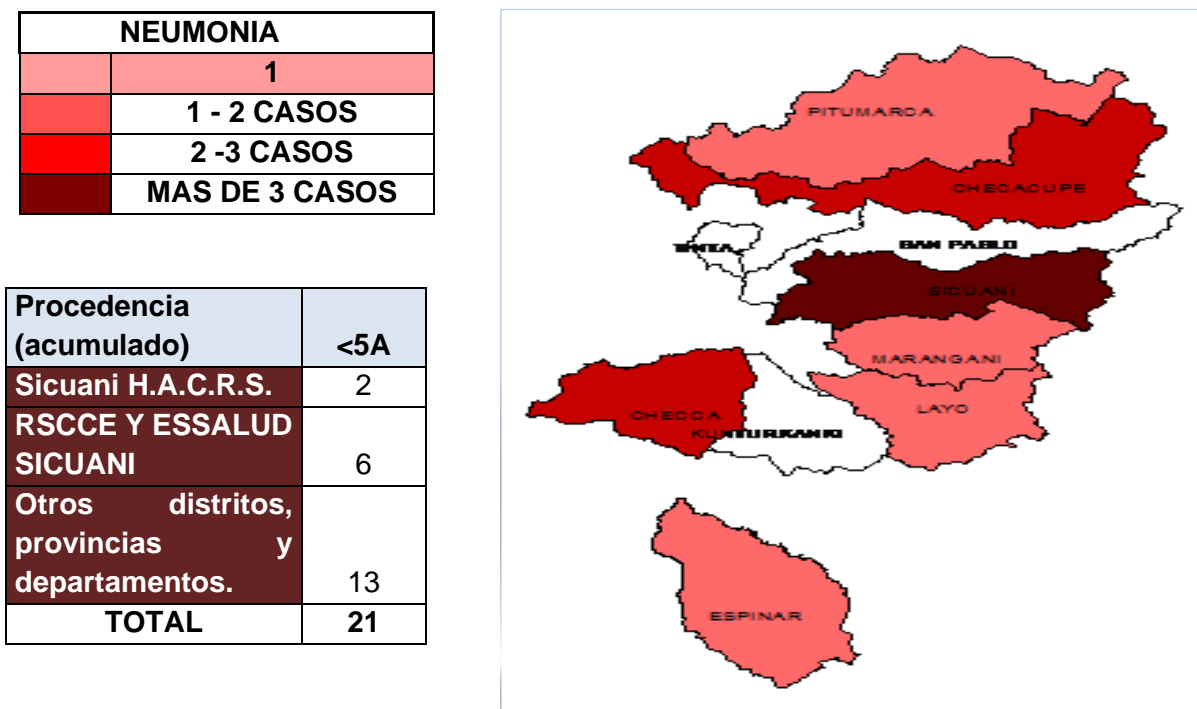 NEUMONIA
1
1 - 2 CASOS
2 -3 CASOS
MAS DE 3 CASOS
Procedencia
(acumulado) <5A
Sicuani H.A.C.R.S. 2
RSCCE Y ESSALUD
SICUANI 6
Otros distritos,
provincias y
departamentos. 13
TOTAL 21
PITUMARCA
CHECACUPE
TINTA
SAN PABLO
SICUANI
MARANGANI
LAYO
CHECCA
KUNTURKANKI
ESPINAR